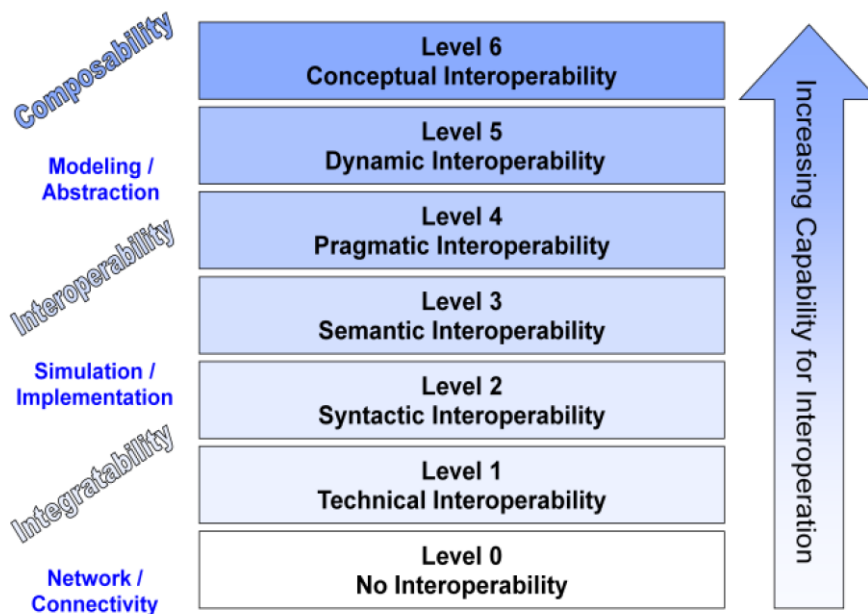 Composability
Level 6
Conceptual Interoperability
Level 5
Dynamic Interoperability
Modeling /
Abstraction
Level 4
Pragmatic Interoperability
Interoperability
Level 3
Semantic Interoperability
Simulation /
Implementation
Level 2
Syntactic Interoperability
Integratability
Level 1
Technical Interoperability
Level 0
No Interoperability
Network /
Connectivity
Increasing Capability for Interoperation